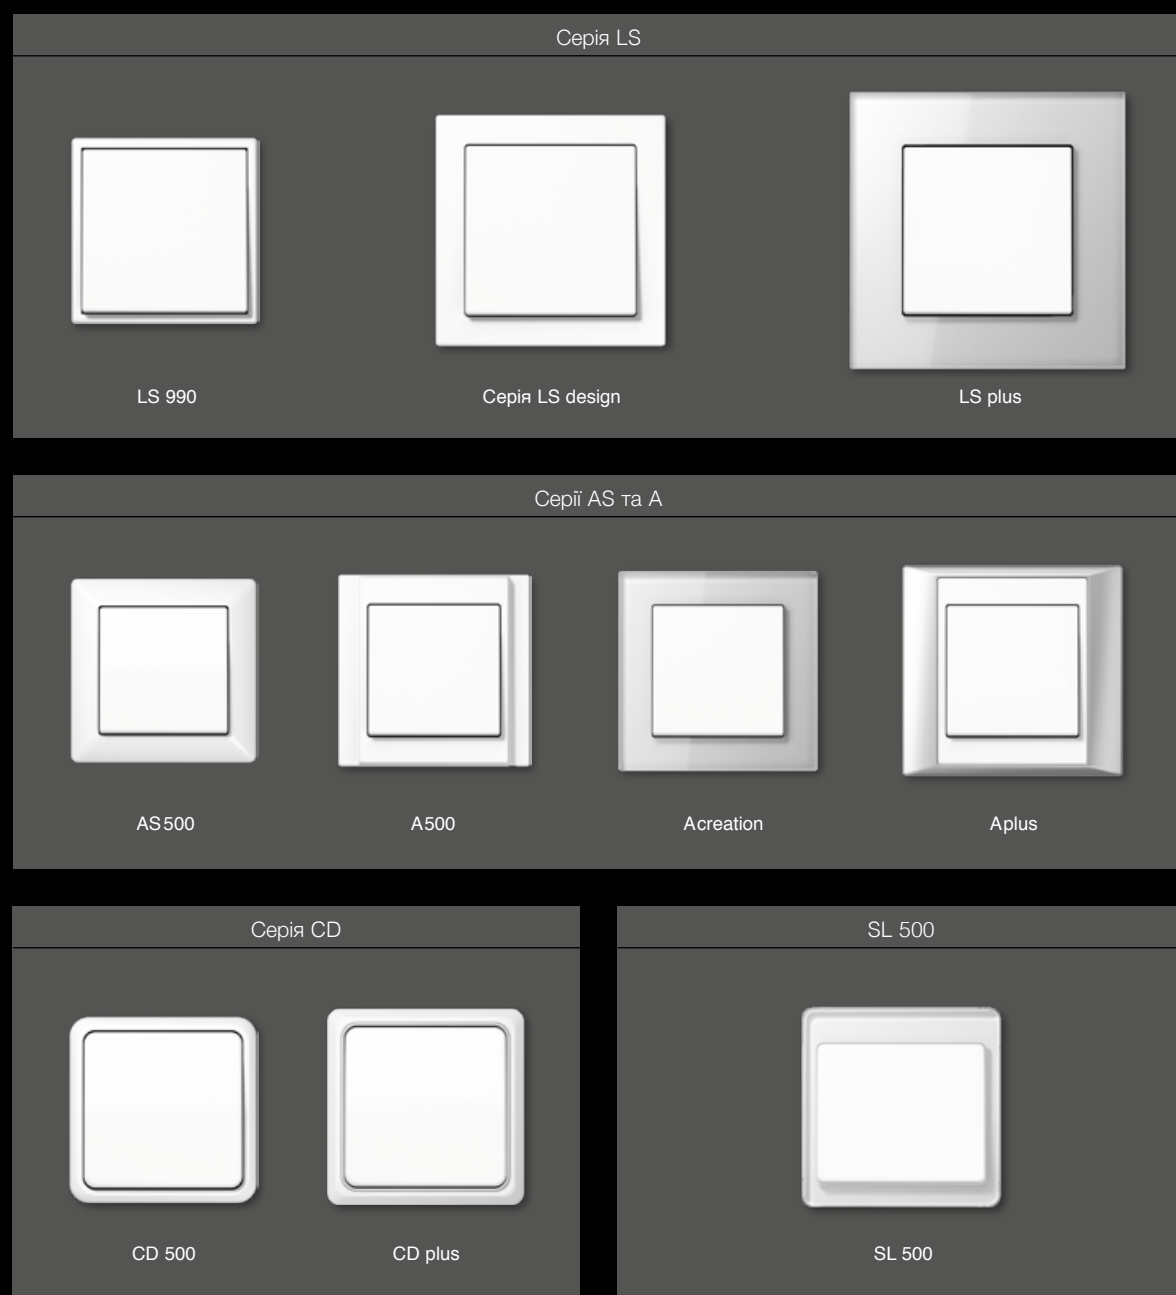 Серія LS
LS 990
Серія LS design
LS plus
Серії AS та A
AS500
A500
Acreation
Aplus
Серія CD
CD 500
CD plus
SL 500
SL 500